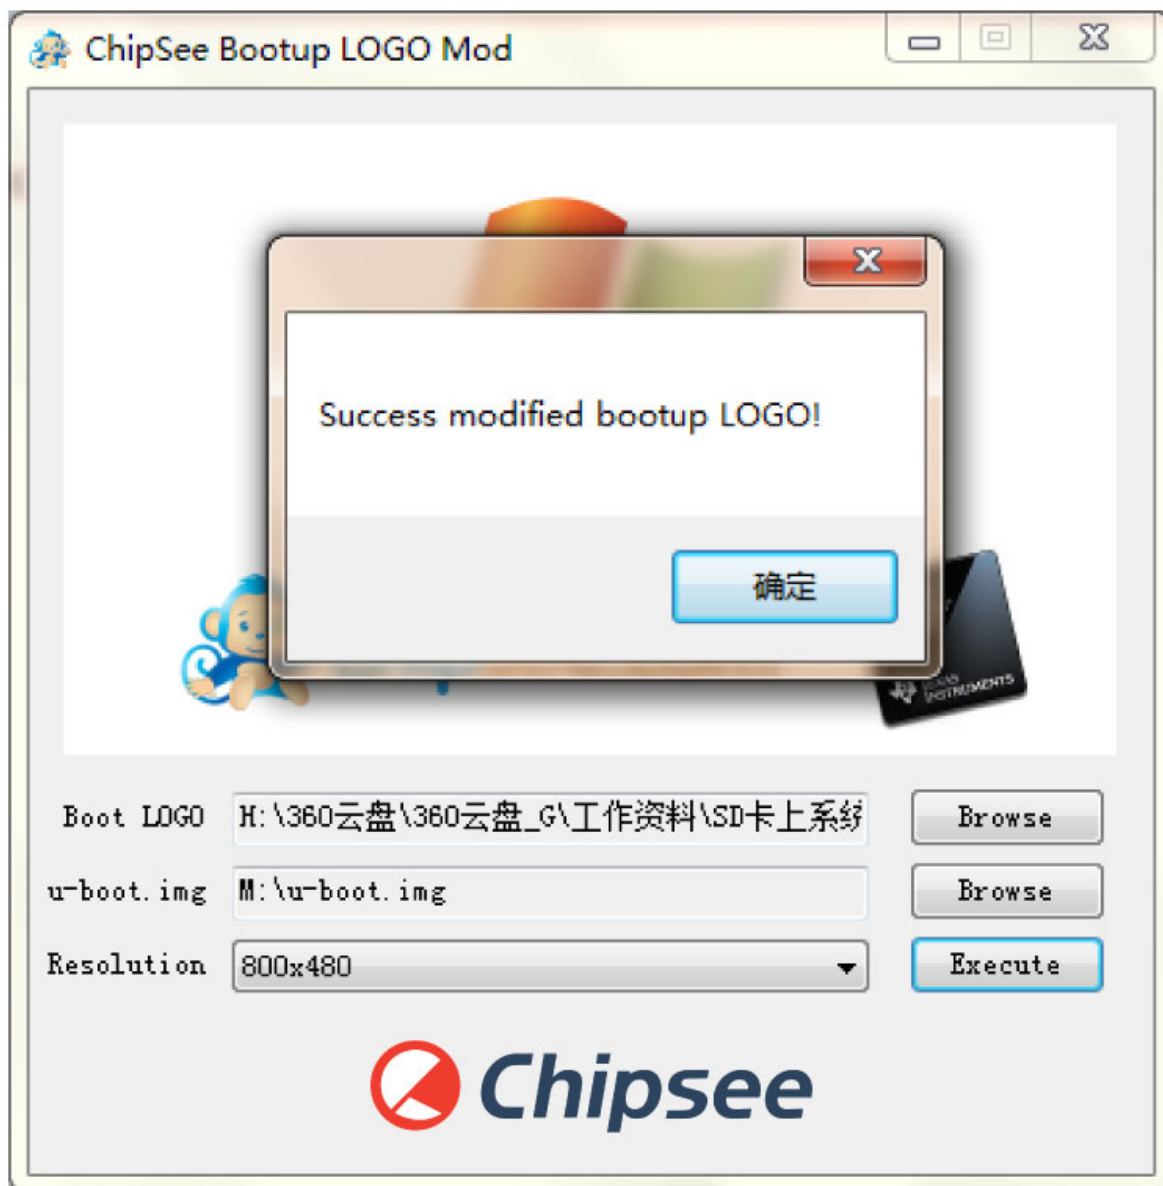 ChipSee Bootup LOGO Mod
Success modified bootup LOGO!
确定
INSTRUMENTS
Boot LOGO H:\360云盘\360云盘_G\工作资料\SD卡上系统 Browse
u-boot.img M:\u-boot.img Browse
Resolution 800x480 Execute
Chipsee